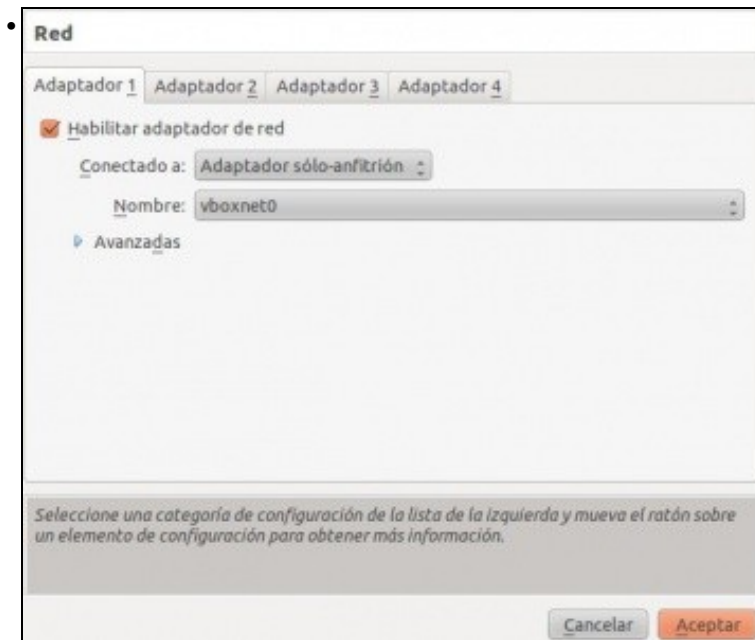 Red
Adaptador 1 Adaptador 2 Adaptador 3 Adaptador 4
Habilitar adaptador de red
Conectado a: Adaptador sólo-anfitrión
Nombre: vboxnet0
Avanzadas
Seleccione una categoría de configuración de la lista de la izquierda y mueva el ratón sobre
un elemento de configuración para obtener más información.
Cancelar Aceptar